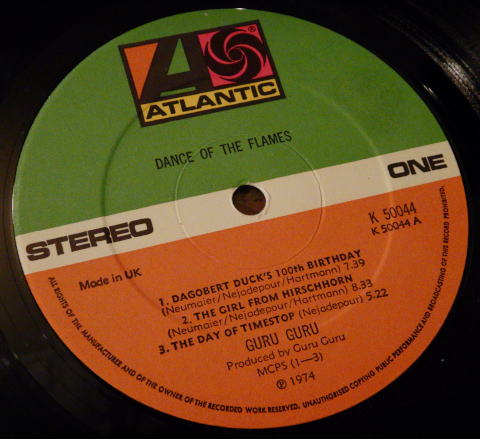 ATLANTIC
DANCE OF THE FLAMES
STEREO
ONE
Made in UK
K 50044
K 50044 A
1. DAGOBERT DUCK'S 100th BIRTHDAY
(Neumaier/Nejadepour/Hartmann) 7.39
2. THE GIRL FROM HIRSCHHORN
(Neumaier/Nejadepour/Hartmann) 8.33
3. THE DAY OF TIMESTOP (Nejadepour) 5.22
GURU GURU
Produced by Guru Guru
MCPS (1—3)
℗ 1974
ALL RIGHTS OF THE MANUFACTURER AND OF THE OWNER OF THE RECORDED WORK RESERVED. UNAUTHORISED COPYING PUBLIC PERFORMANCE AND BROADCASTING OF THIS RECORD PROHIBITED.